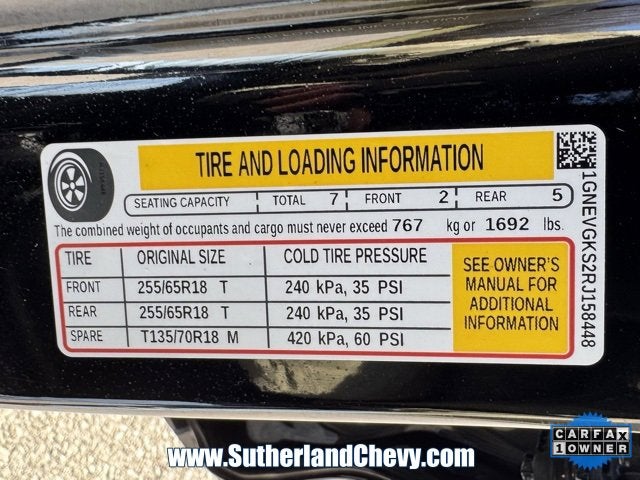 TIRE AND LOADING INFORMATION
SEATING CAPACITY TOTAL 7 FRONT 2 REAR 5
The combined weight of occupants and cargo must never exceed 767 kg or 1692 lbs.
TIRE ORIGINAL SIZE COLD TIRE PRESSURE
FRONT 255/65R18 T 240 kPa, 35 PSI
REAR 255/65R18 T 240 kPa, 35 PSI
SPARE T135/70R18 M 420 kPa, 60 PSI
SEE OWNER'S
MANUAL FOR
ADDITIONAL
INFORMATION
1GNEVGKS2RJ158448
www.SutherlandChevy.com
CARFAX
1 OWNER